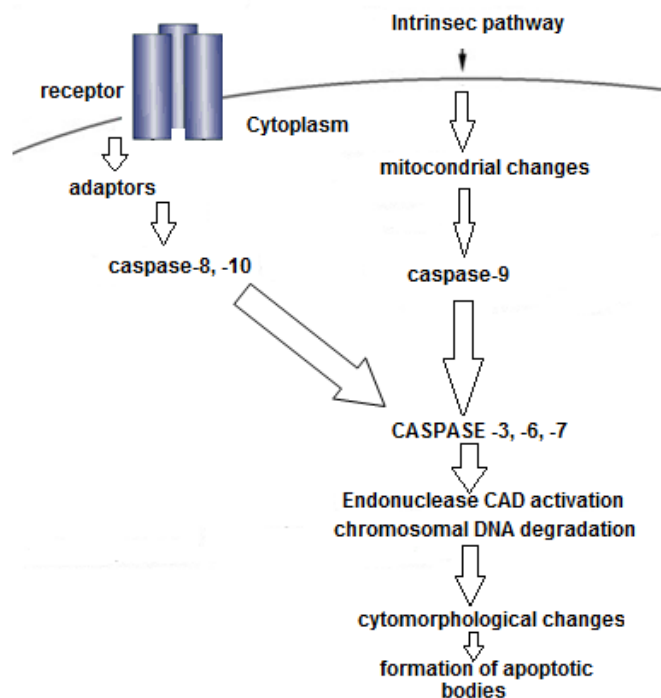 Intrinsec pathway
receptor
Cytoplasm
adaptors
mitocondrial changes
caspase-8, -10
caspase-9
CASPASE -3, -6, -7
Endonuclease CAD activation
chromosomal DNA degradation
cytomorphological changes
formation of apoptotic
bodies